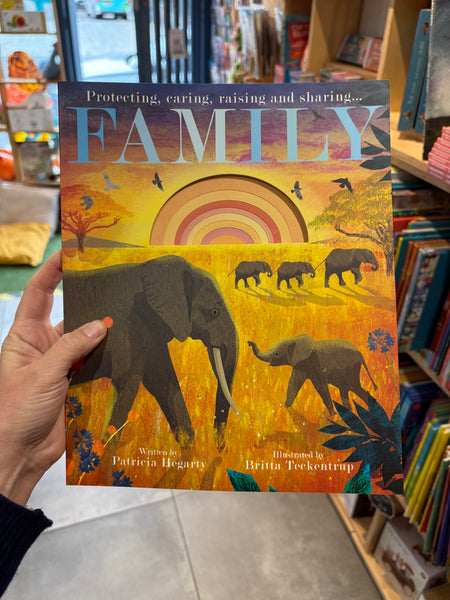 Protecting, caring, raising and sharing...
FAMILY
Written by
Patricia Hegarty
Illustrated by
Britta Teckentrup